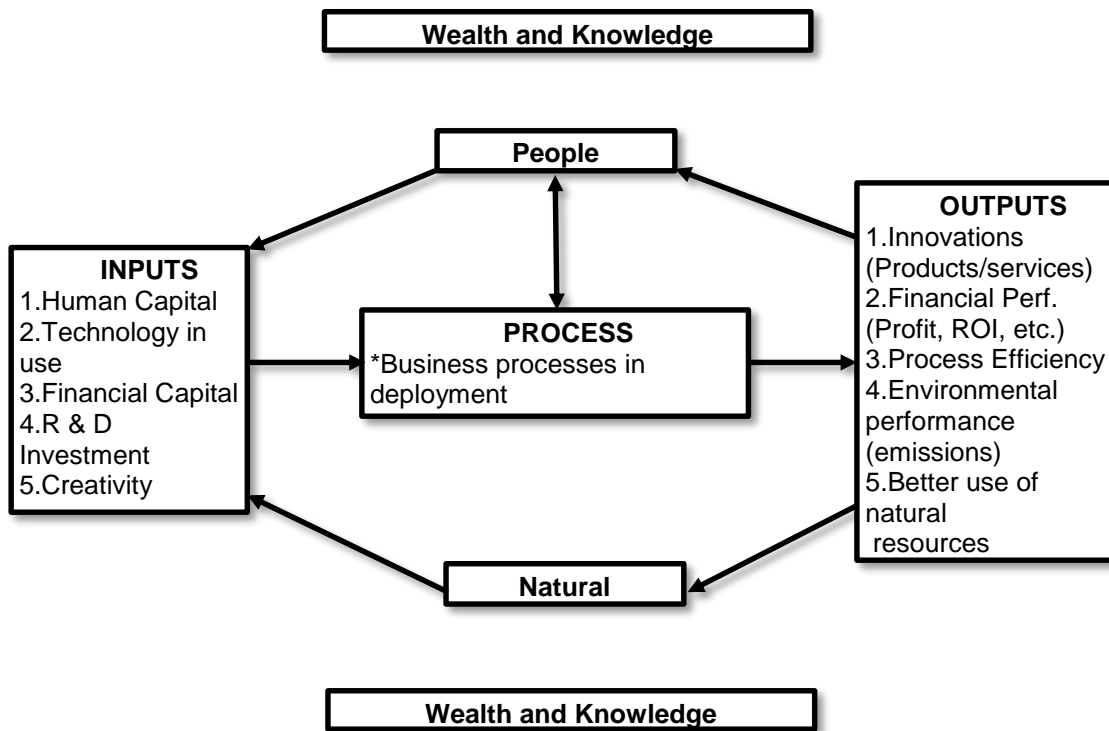 Wealth and Knowledge
People
INPUTS
1.Human Capital
2.Technology in
use
3.Financial Capital
4.R & D
Investment
5.Creativity
PROCESS
*Business processes in
deployment
OUTPUTS
1.Innovations
(Products/services)
2.Financial Perf.
(Profit, ROI, etc.)
3.Process Efficiency
4.Environmental
performance
(emissions)
5.Better use of
natural
resources
Natural
Wealth and Knowledge